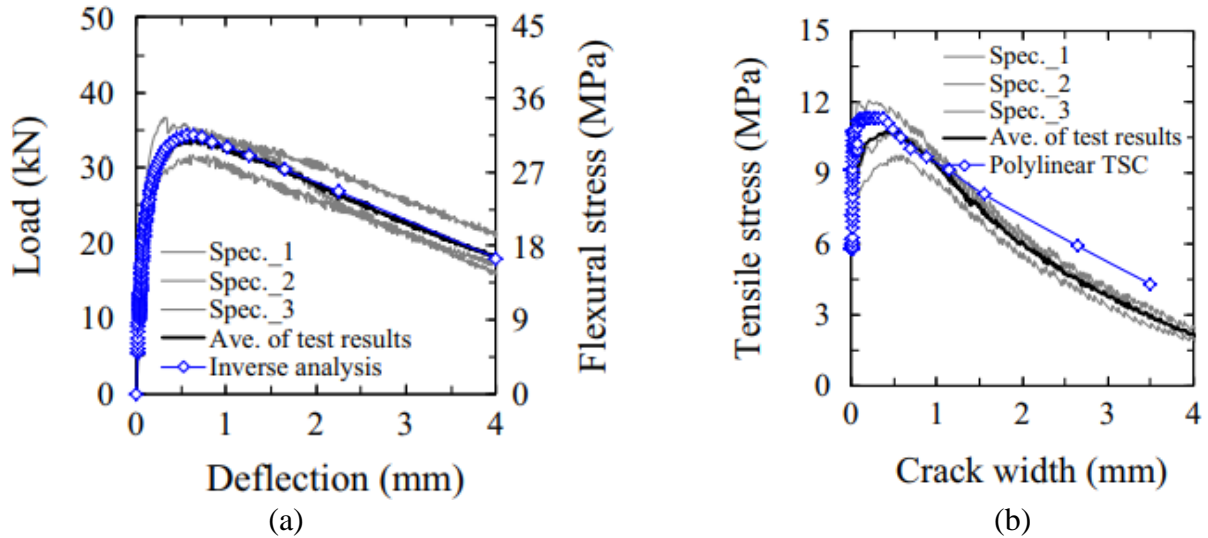 Load (kN)
50
40
30
20
10
0
Spec._1
Spec._2
Spec._3
Ave. of test results
Inverse analysis
0 1 2 3 4
Deflection (mm)
45
36
27
18
9
0
Flexural stress (MPa)
(a)
Tensile stress (MPa)
15
12
9
6
3
0
Spec._1
Spec._2
Spec._3
Ave. of test results
Polylinear TSC
0 1 2 3 4
Crack width (mm)
(b)